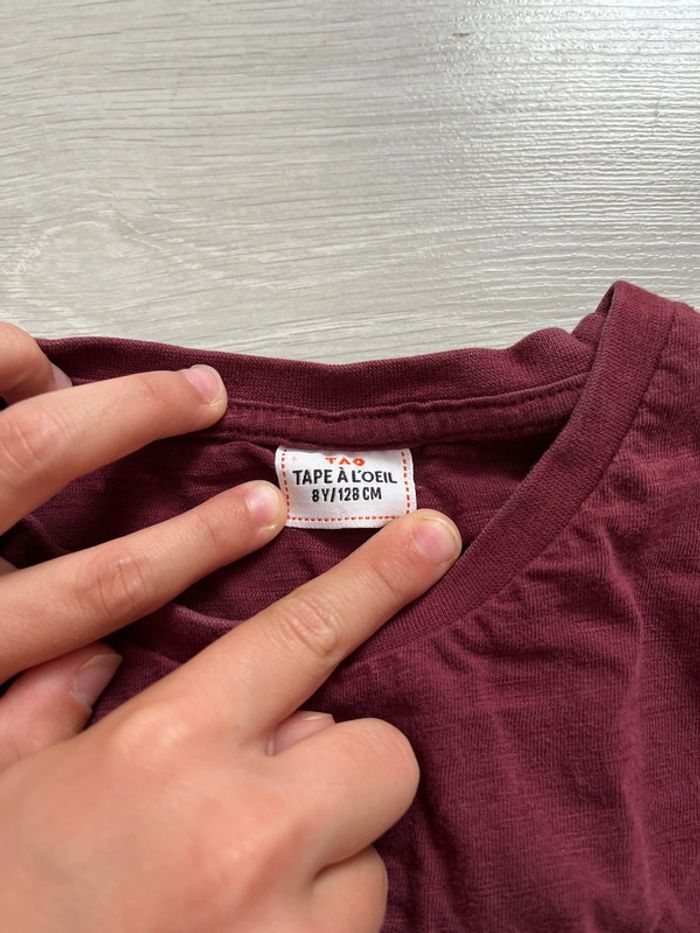 TAO
TAPE À L'OEIL
8Y/128 CM